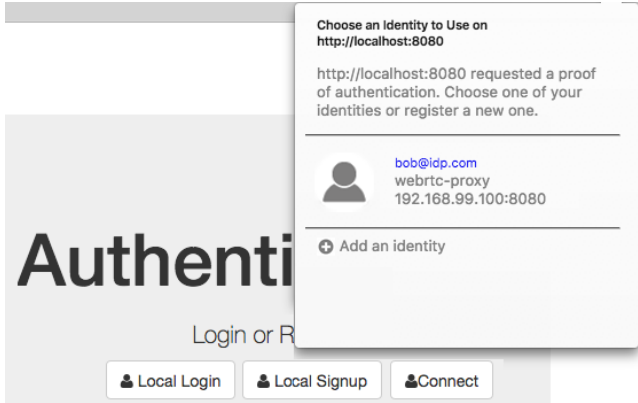 Choose an Identity to Use on
http://localhost:8080
http://localhost:8080 requested a proof
of authentication. Choose one of your
identities or register a new one.
bob@idp.com
webrtc-proxy
192.168.99.100:8080
Add an identity
Authenti
Login or R
Local Login
Local Signup
Connect